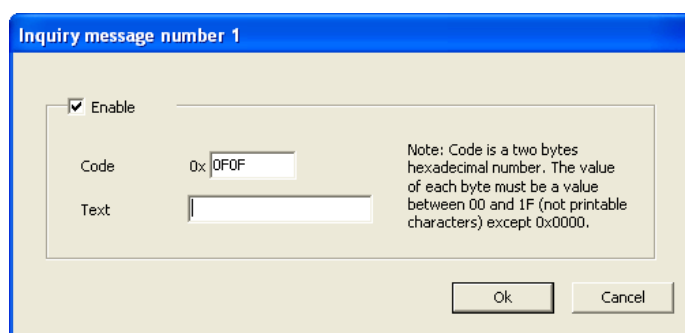 Inquiry message number 1
Enable
Code 0x 0F0F
Text
Note: Code is a two bytes
hexadecimal number. The value
of each byte must be a value
between 00 and 1F (not printable
characters) except 0x0000.
Ok Cancel